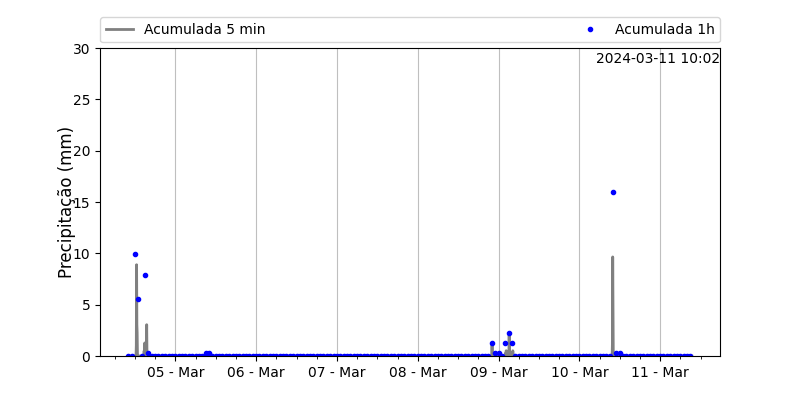 Acumulada 5 min
Acumulada 1h
2024-03-11 10:02
Precipitação (mm)
30
25
20
15
10
5
0
05 - Mar
06 - Mar
07 - Mar
08 - Mar
09 - Mar
10 - Mar
11 - Mar